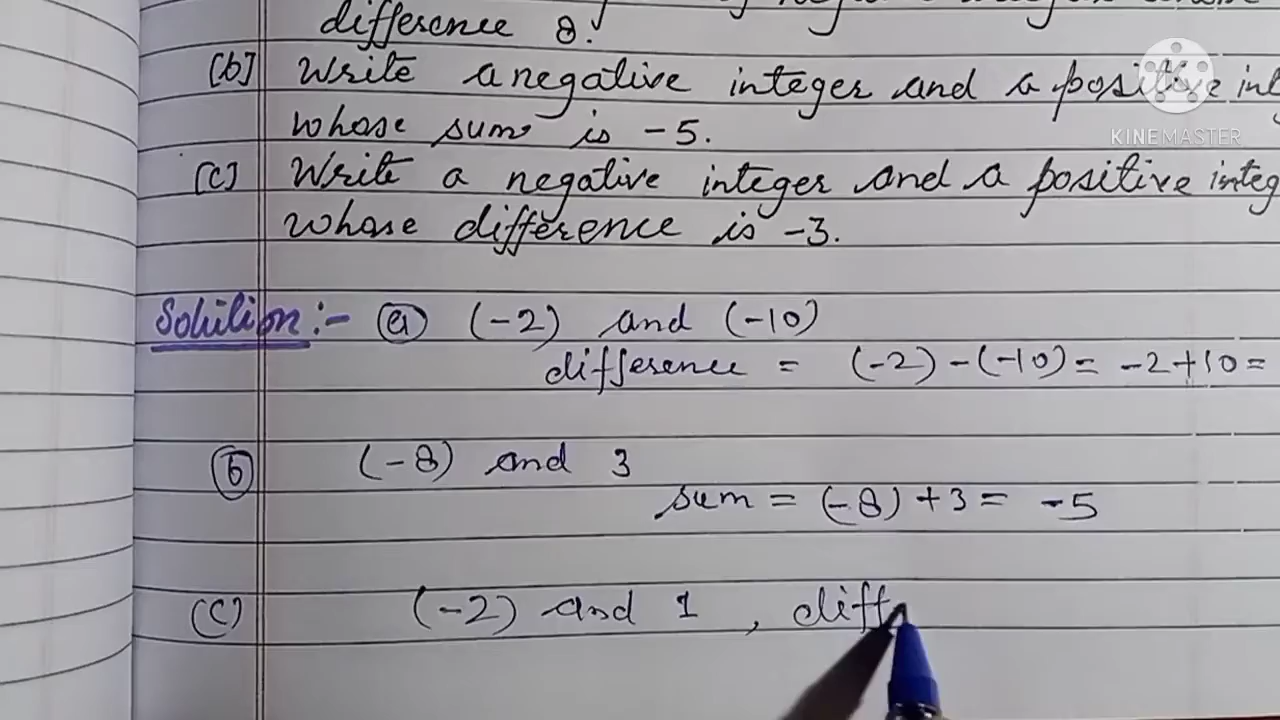 difference 8.
[b] Write a negative integer and a positive int
whose sum is -5.
KINEMASTER
[c] Write a negative integer and a positive integ
whose difference is -3.
Solution :- (a) (-2) and (-10)
difference = (-2) - (-10) = -2+10 =
(b) (-8) and 3
sum = (-8) + 3 = -5
(c) (-2) and 1 , diff